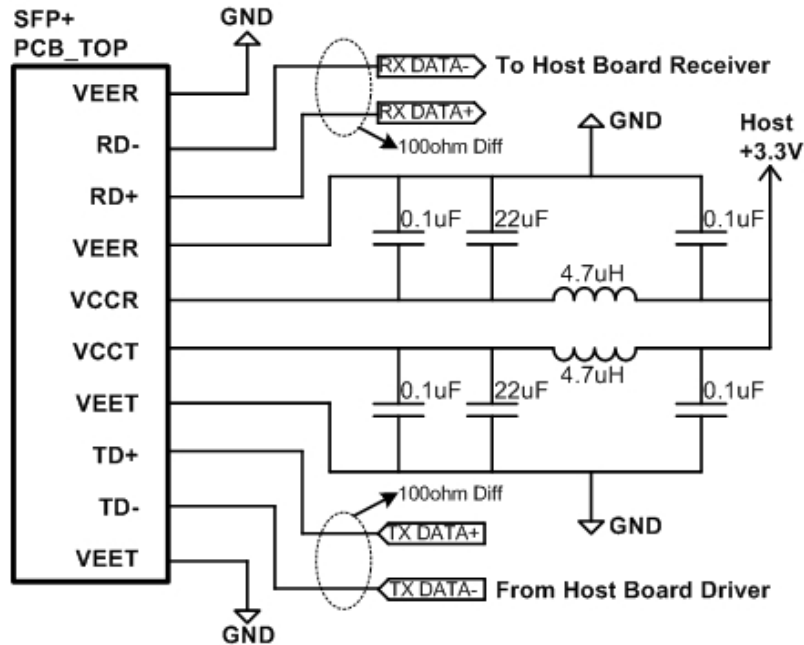 SFP+
PCB_TOP
GND
VEER
RD-
RD+
VEER
VCCR
VCCT
VEET
TD+
TD-
VEET
GND
RX DATA-
To Host Board Receiver
RX DATA+
100ohm Diff
GND
Host
+3.3V
0.1uF
22uF
0.1uF
4.7uH
4.7uH
0.1uF
22uF
0.1uF
100ohm Diff
GND
TX DATA+
TX DATA-
From Host Board Driver